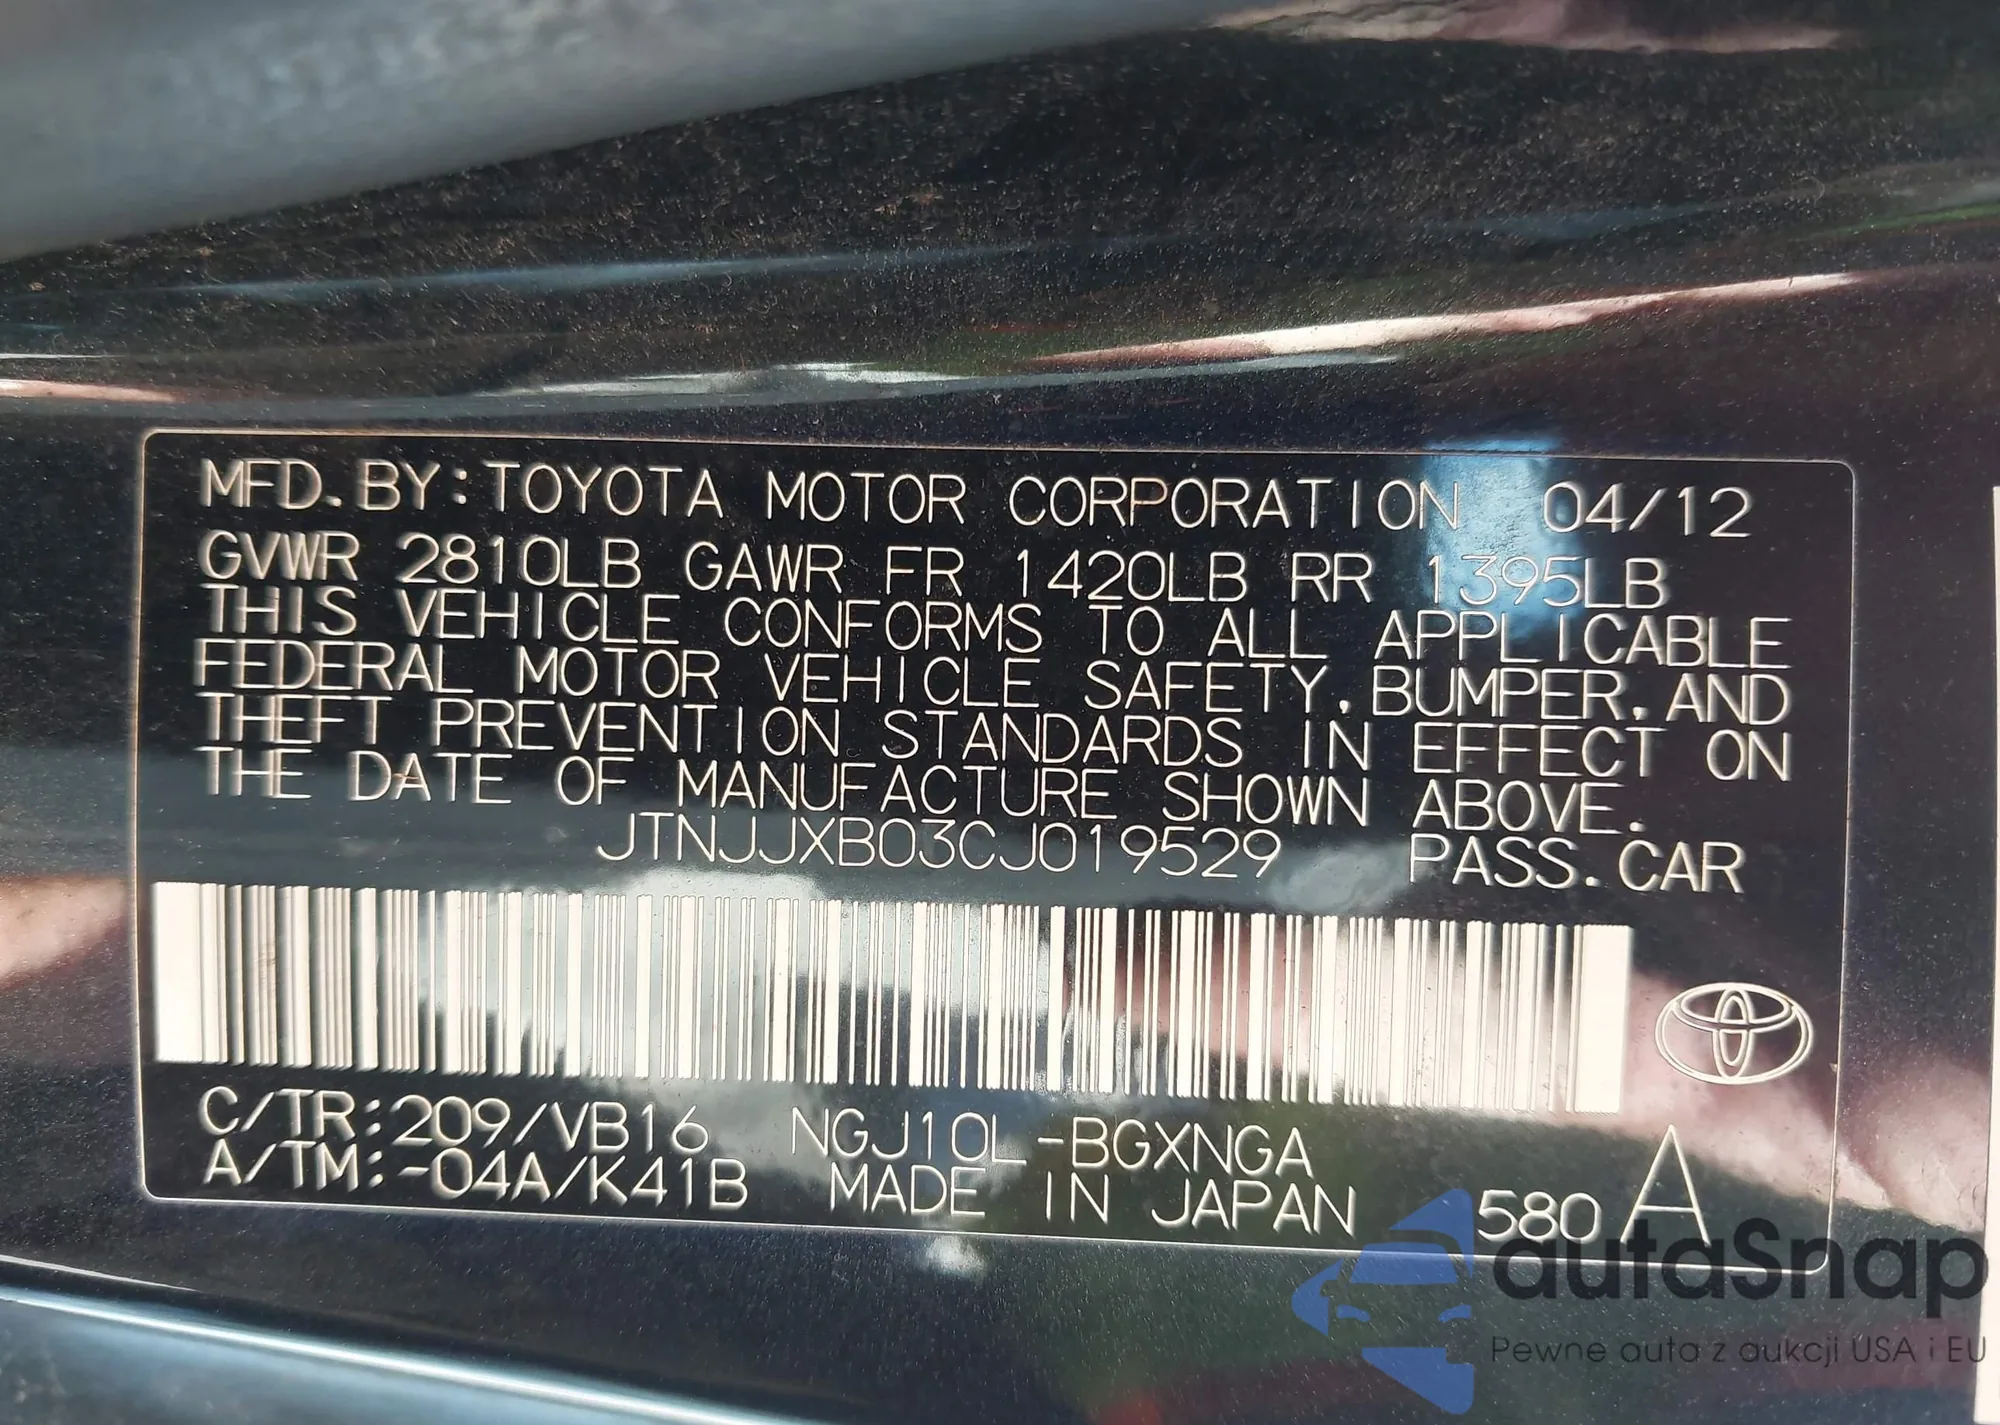 MFD.BY:TOYOTA MOTOR CORPORATION 04/12
GVWR 2810LB GAWR FR 1420LB RR 1395LB
THIS VEHICLE CONFORMS TO ALL APPLICABLE
FEDERAL MOTOR VEHICLE SAFETY,BUMPER,AND
THEFT PREVENTION STANDARDS IN EFFECT ON
THE DATE OF MANUFACTURE SHOWN ABOVE.
JTNJJXB03CJ019529 PASS.CAR
C/TR:209/VB16 NGJ10L-BGXNGA
A/TM:-04A/K41B MADE IN JAPAN 580 A
autaSnap
Pewne auta z aukcji USA i EU